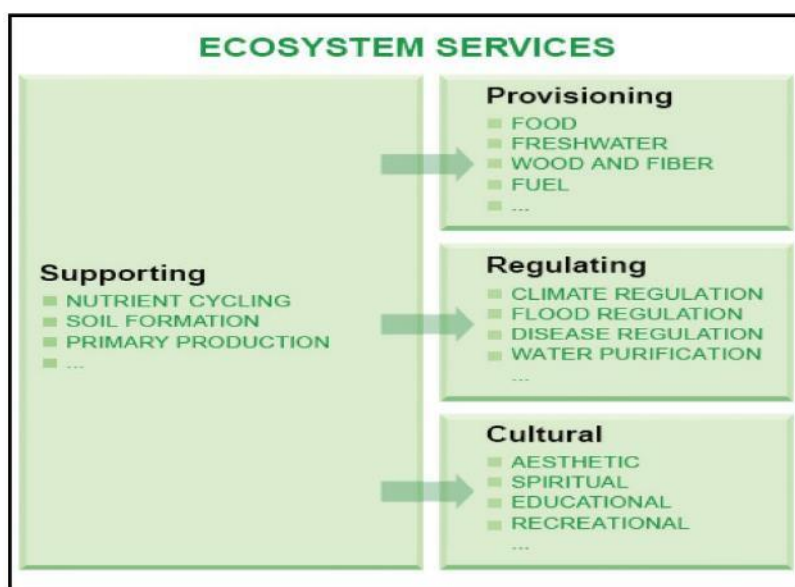 ECOSYSTEM SERVICES
Supporting
NUTRIENT CYCLING
SOIL FORMATION
PRIMARY PRODUCTION
...
Provisioning
FOOD
FRESHWATER
WOOD AND FIBER
FUEL
...
Regulating
CLIMATE REGULATION
FLOOD REGULATION
DISEASE REGULATION
WATER PURIFICATION
...
Cultural
AESTHETIC
SPIRITUAL
EDUCATIONAL
RECREATIONAL
...